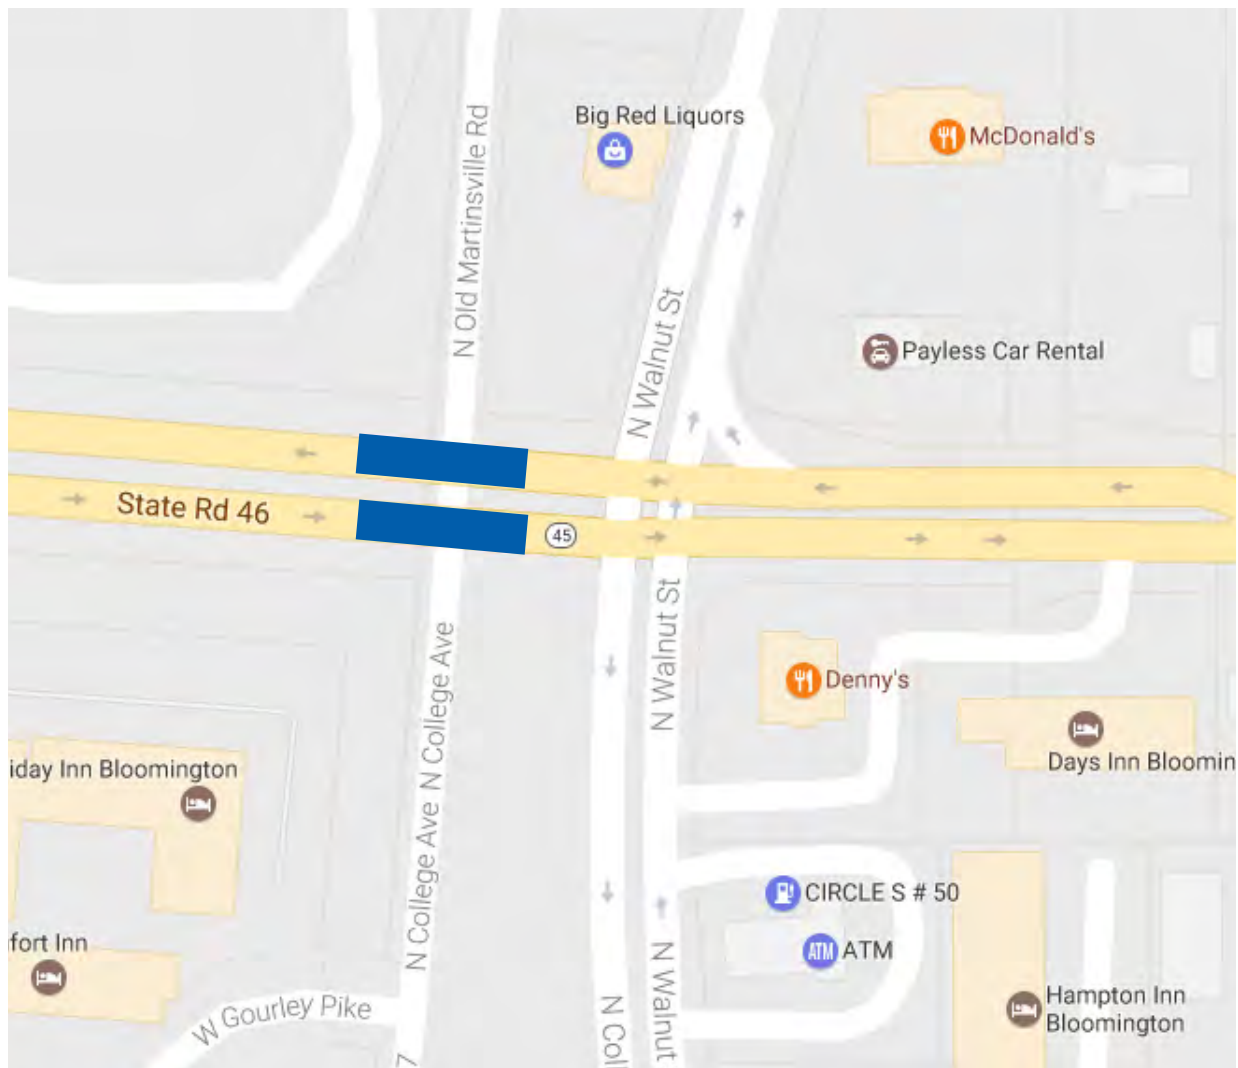 Big Red Liquors
McDonald's
N Old Martinsville Rd
N Walnut St
Payless Car Rental
State Rd 46
45
N Walnut St
Denny's
N College Ave N College Ave
iday Inn Bloomington
Days Inn Bloomin
CIRCLE S # 50
fort Inn
ATM ATM
N Walnut
Hampton Inn
Bloomington
W Gourley Pike
N Col
7